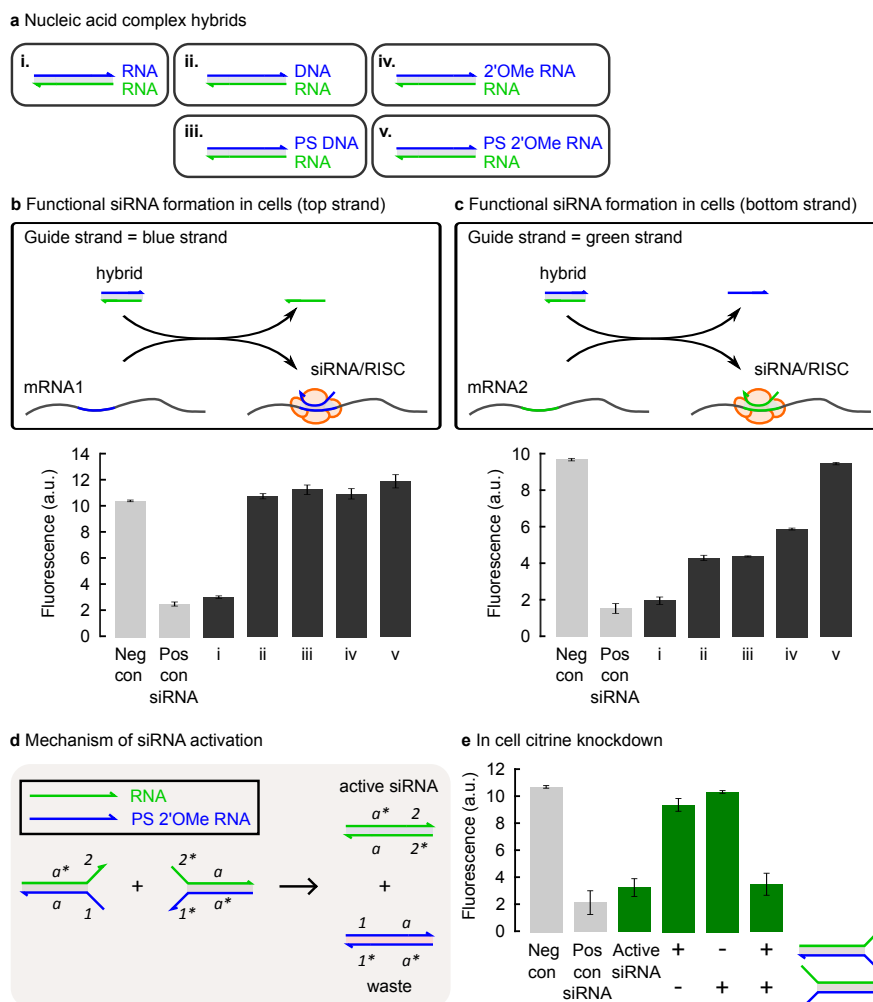 a Nucleic acid complex hybrids
i. RNA
RNA
ii. DNA
RNA
iv. 2'OMe RNA
RNA
iii. PS DNA
RNA
v. PS 2'OMe RNA
RNA
b Functional siRNA formation in cells (top strand)
Guide strand = blue strand
hybrid
siRNA/RISC
mRNA1
Fluorescence (a.u.)
14
12
10
8
6
4
2
0
Neg con
Pos con siRNA
i
ii
iii
iv
v
c Functional siRNA formation in cells (bottom strand)
Guide strand = green strand
hybrid
siRNA/RISC
mRNA2
Fluorescence (a.u.)
10
8
6
4
2
0
Neg con
Pos con siRNA
i
ii
iii
iv
v
d Mechanism of siRNA activation
RNA
PS 2'OMe RNA
active siRNA
a* 2
a 2*
a* 2
a 1
+
2* a
1* a*
+
1 a
1* a*
waste
e In cell citrine knockdown
Fluorescence (a.u.)
12
10
8
6
4
2
0
Neg con
Pos con siRNA
Active siRNA
+ - +
- + +